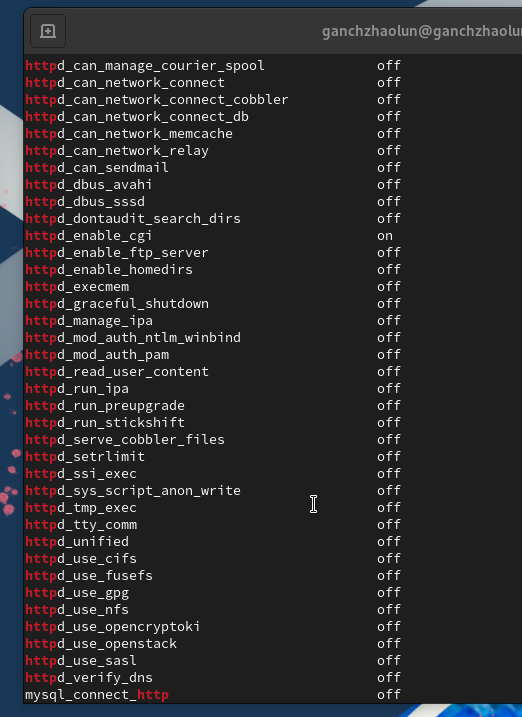 ganchzhaolun@ganchzhaolu
httpd_can_manage_courier_spool off
httpd_can_network_connect off
httpd_can_network_connect_cobbler off
httpd_can_network_connect_db off
httpd_can_network_memcache off
httpd_can_network_relay off
httpd_can_sendmail off
httpd_dbus_avahi off
httpd_dbus_sssd off
httpd_dontaudit_search_dirs off
httpd_enable_cgi on
httpd_enable_ftp_server off
httpd_enable_homedirs off
httpd_execmem off
httpd_graceful_shutdown off
httpd_manage_ipa off
httpd_mod_auth_ntlm_winbind off
httpd_mod_auth_pam off
httpd_read_user_content off
httpd_run_ipa off
httpd_run_preupgrade off
httpd_run_stickshift off
httpd_serve_cobbler_files off
httpd_setrlimit off
httpd_ssi_exec off
httpd_sys_script_anon_write off
httpd_tmp_exec off
httpd_tty_comm off
httpd_unified off
httpd_use_cifs off
httpd_use_fusefs off
httpd_use_gpg off
httpd_use_nfs off
httpd_use_opencryptoki off
httpd_use_openstack off
httpd_use_sasl off
httpd_verify_dns off
mysql_connect_http off